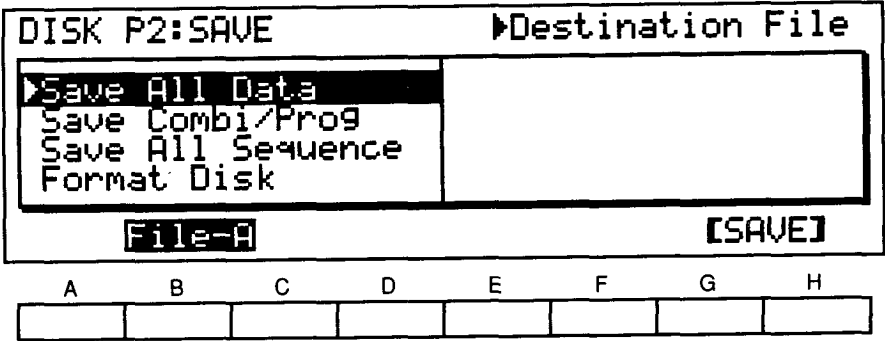 DISK P2:SAVE ▶Destination File
▶Save All Data
Save Combi/Prog
Save All Sequence
Format Disk
File-A [SAVE]
A B C D E F G H